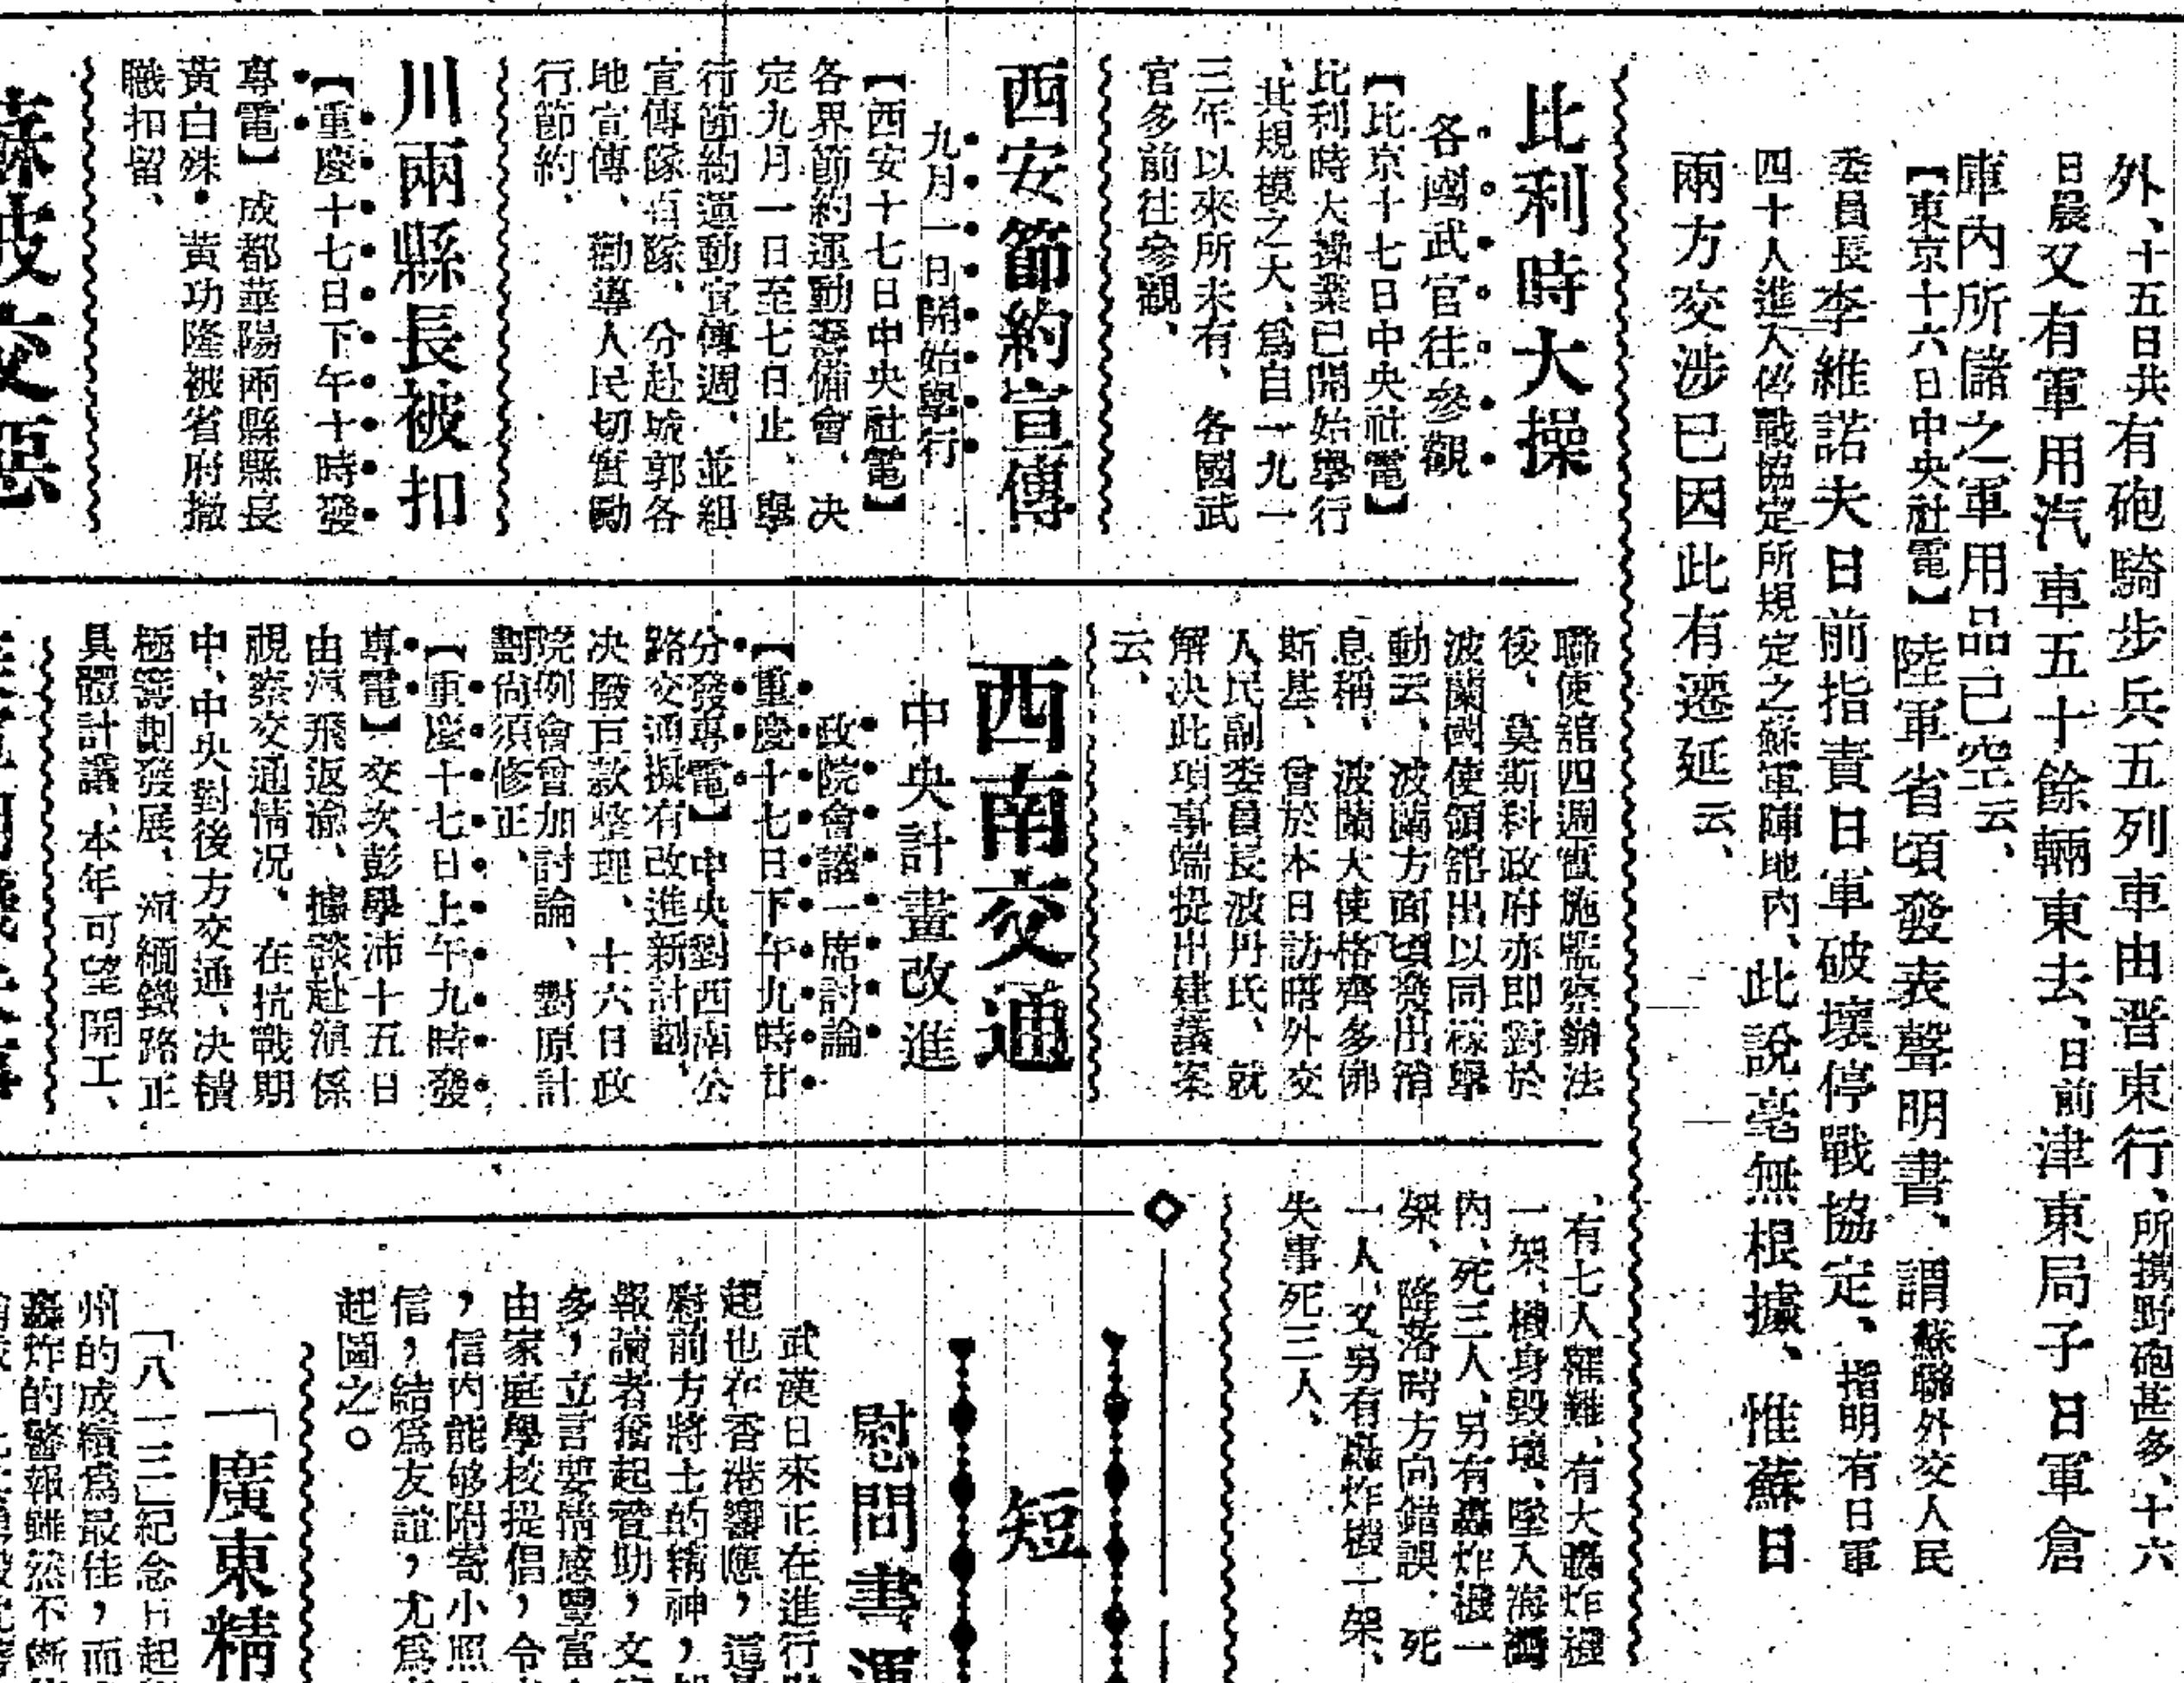 外、十五日共有砲騎步兵五列車由晋東行、所携野砲甚多、十六
日晨又有軍用汽車五十餘輛東去、日前津東局子日軍倉
庫內所儲之軍用品已空云、
【東京十六日中央社電】陸軍省頃發表聲明書、謂蘇聯外交人民
委員長李維諾夫日前指責日軍破壞停戰協定、指明有日軍
四十人進入停戰協定所規定之蘇軍陣地內、此說毫無根據、惟蘇日
兩方交涉已因此有遷延云、
比利時大操
各國武官往參觀
【比京十七日中央社電】
比利時大操業已開始舉行
、其規模之大、爲自一九一
三年以來所未有、各國武
官多前往參觀、
西安節約宣傳
九月一日開始舉行
【西安十七日中央社電】
各界節約運動籌備會、決
定九月一日至七日止、舉
行節約運動宣傳週、並組
宣傳隊百隊、分赴城郭各
地宣傳、勸導人民切實勵
行節約、
川兩縣長被扣
【重慶十七日下午十時發
專電】成都華陽兩縣縣長
黃白殊・黃功隆被省府撤
職扣留、
聯使館四週實施監察辦法
後、莫斯科政府亦即對於
波蘭國使領館出以同樣舉
動云、波蘭方面頃發出消
息稱、波蘭大使格齊多佛
斯基、曾於本日訪晤外交
人民副委員長波丹氏、就
解決此項事端提出建議案
云、
西南交通
中央計畫改進
政院會議一席討論
【重慶十七日下午九時廿
分發專電】中央對西南公
路交通擬有改進新計劃、
决撥巨款整理、十六日政
院例會曾加討論、對原計
劃尚須修正、
【重慶十七日上午九時發
專電】交次彭學沛十五日
由滇飛返渝、據談赴滇係
視察交通情况、在抗戰期
中、中央對後方交通、決積
極籌劃發展、滇緬鐵路正
具體計議、本年可望開工、
、有七人罹難、有大轟炸機
一架、機身毀壞、墜入海灣
內、死三人、另有轟炸機一
架、降落時方向錯誤、死
一人、又另有轟炸機一架、
失事死三人、
短
慰問書運
武漢日來正在進行
起也在香港響應，這
慰前方將士的精神，
報讀者奮起贊助，文
多，立言要情感豐富
由家庭學校提倡，令
，信內能够附寄小照
信，結爲友誼，尤爲
起圖之。
「廣東精
「八一三」紀念日起
州的成績爲最佳，而
轟炸的警報雖然不斷